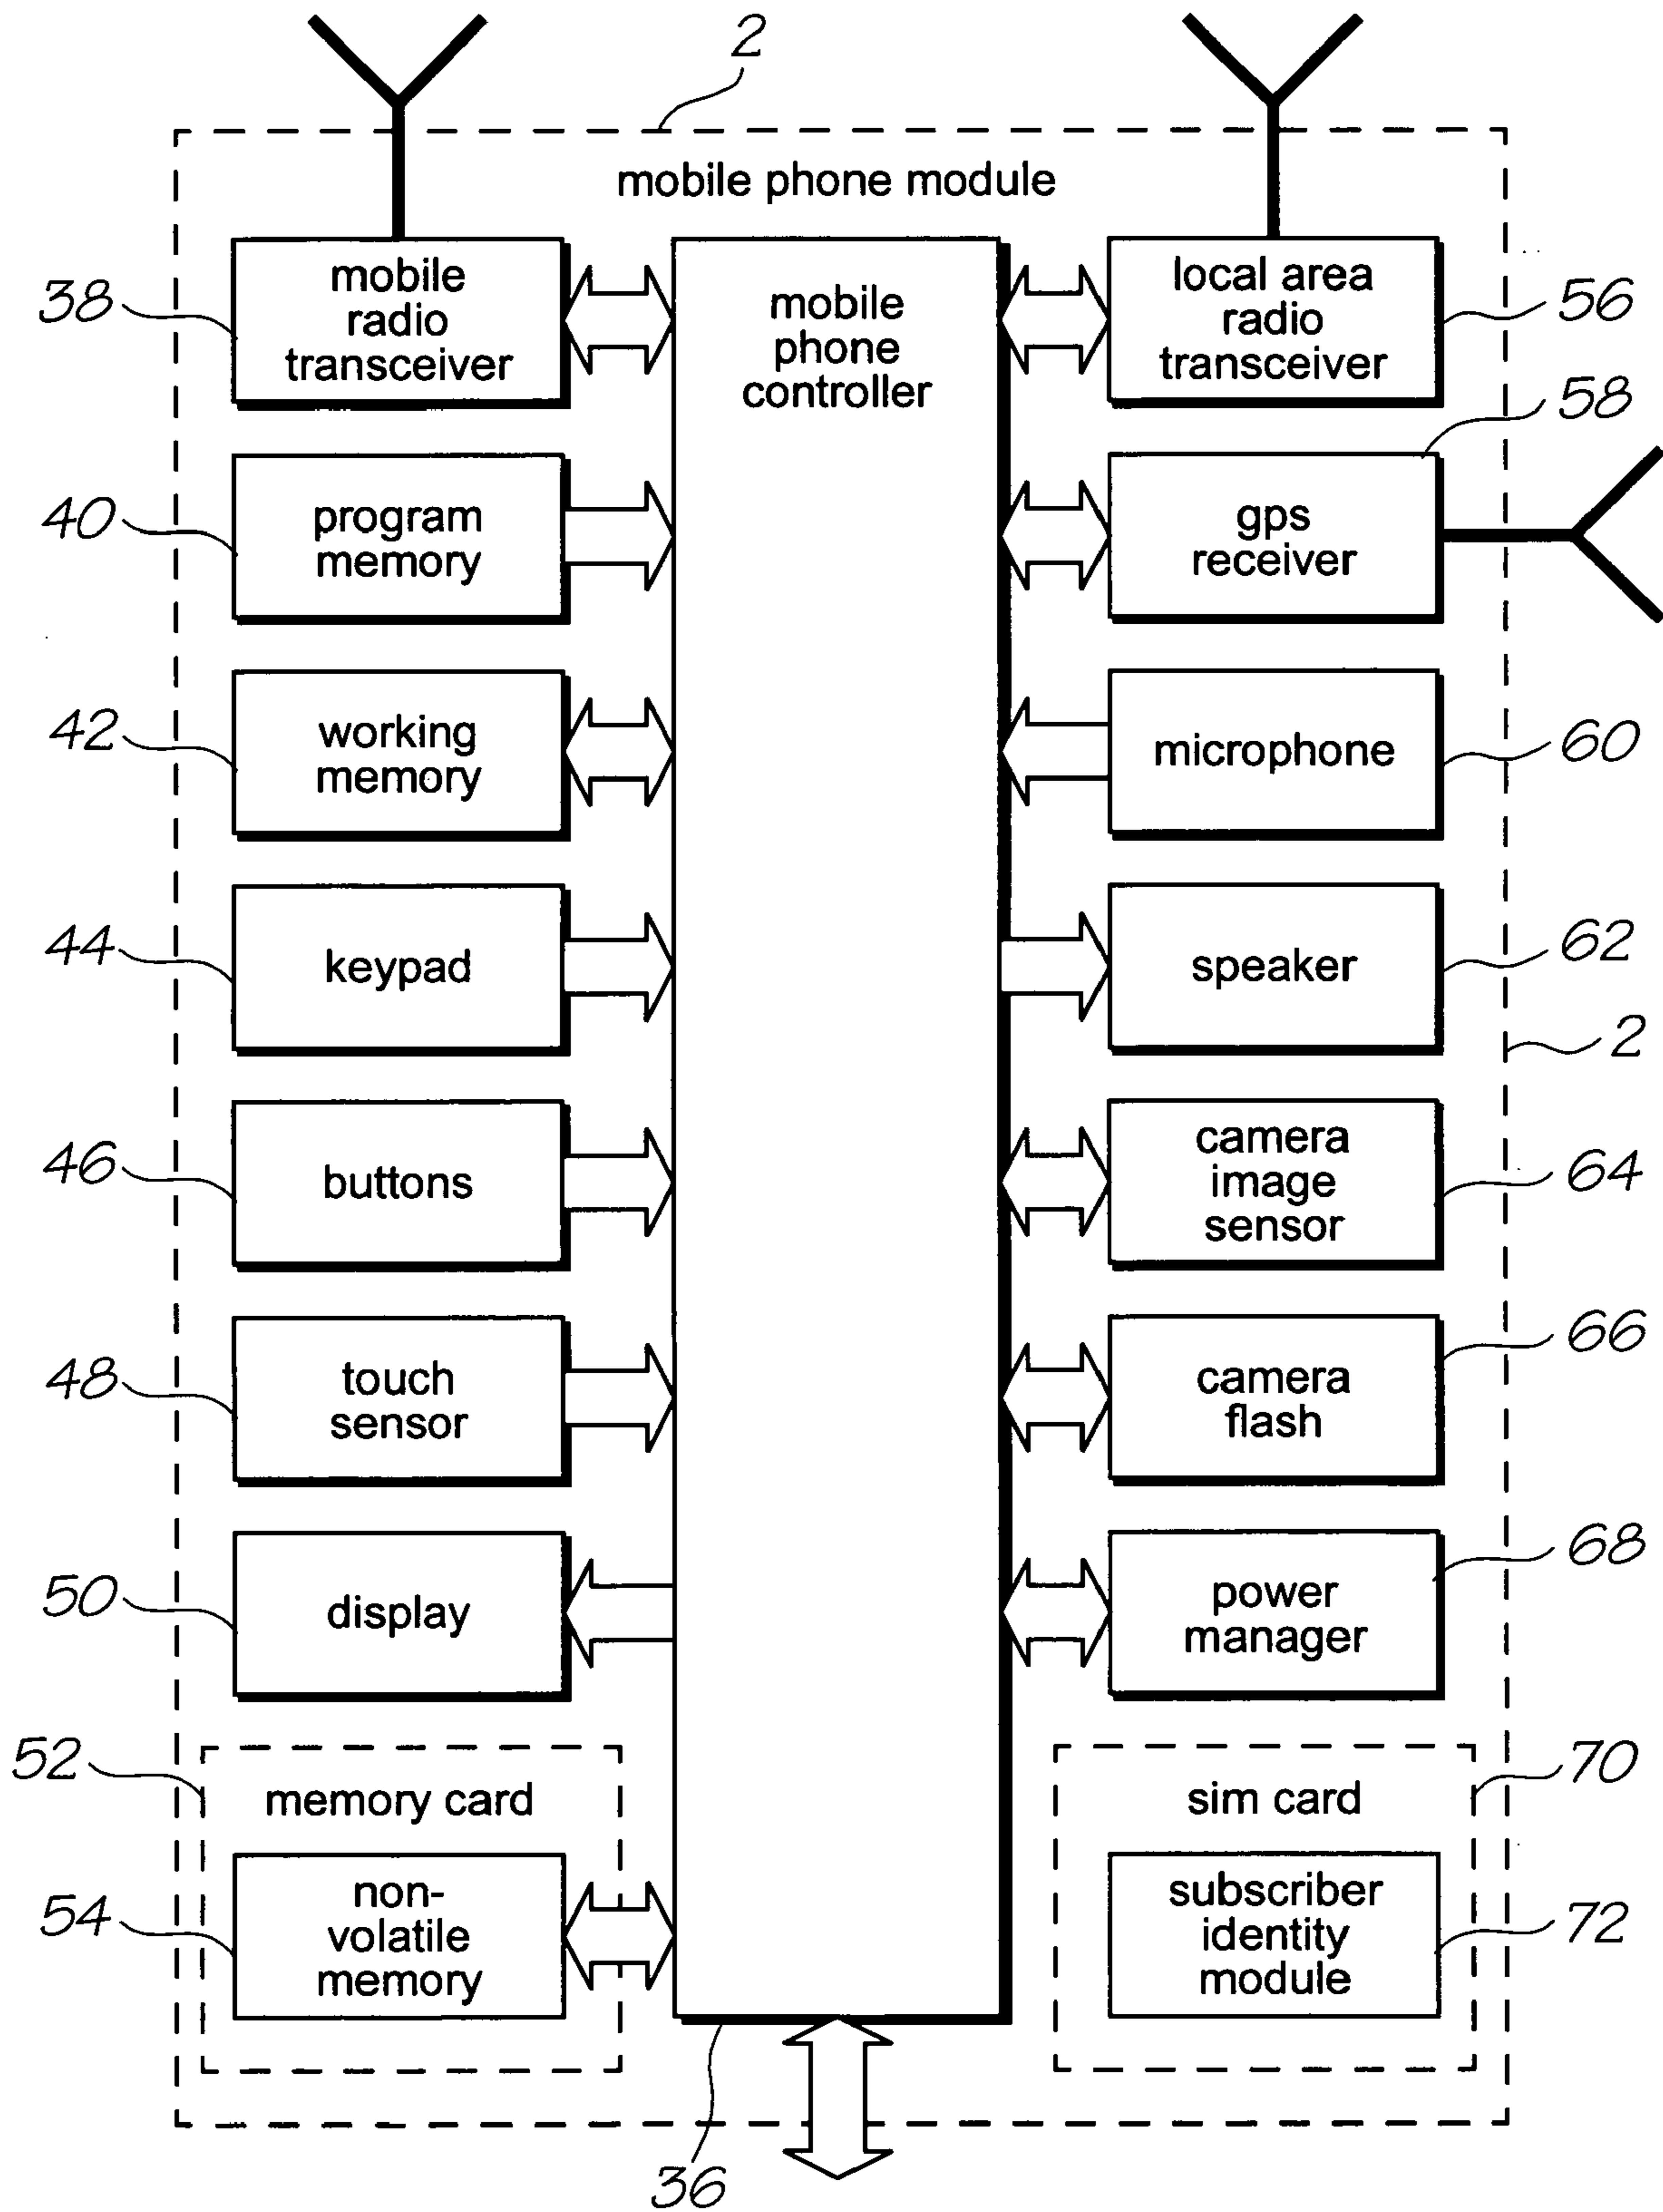 2
mobile phone module
38
mobile
radio
transceiver
mobile
phone
controller
local area
radio
transceiver
56
58
40
program
memory
gps
receiver
42
working
memory
microphone
60
44
keypad
speaker
62
2
46
buttons
camera
image
sensor
64
48
touch
sensor
camera
flash
66
50
display
power
manager
68
52
memory card
sim card
70
54
non-
volatile
memory
subscriber
identity
module
72
36